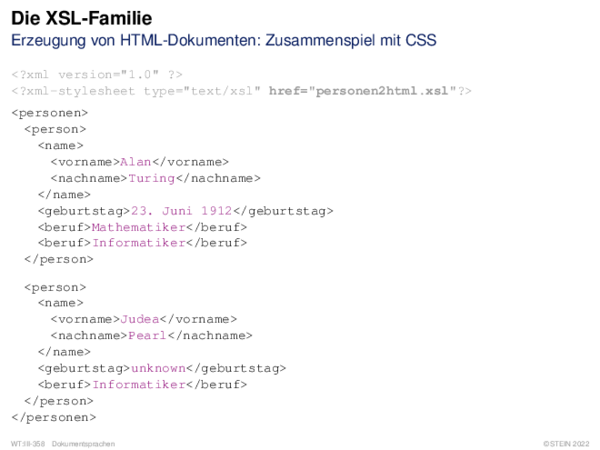 Die XSL-Familie
Erzeugung von HTML-Dokumenten: Zusammenspiel mit CSS
<?xml version="1.0" ?>
<?xml-stylesheet type="text/xsl" href="personen2html.xsl"?>
<personen>
<person>
<name>
<vorname>Alan</vorname>
<nachname>Turing</nachname>
</name>
<geburtstag>23. Juni 1912</geburtstag>
<beruf>Mathematiker</beruf>
<beruf>Informatiker</beruf>
</person>
<person>
<name>
<vorname>Judea</vorname>
<nachname>Pearl</nachname>
</name>
<geburtstag>unknown</geburtstag>
<beruf>Informatiker</beruf>
</person>
</personen>
WT:III-358 Dokumentsprachen
©STEIN 2022